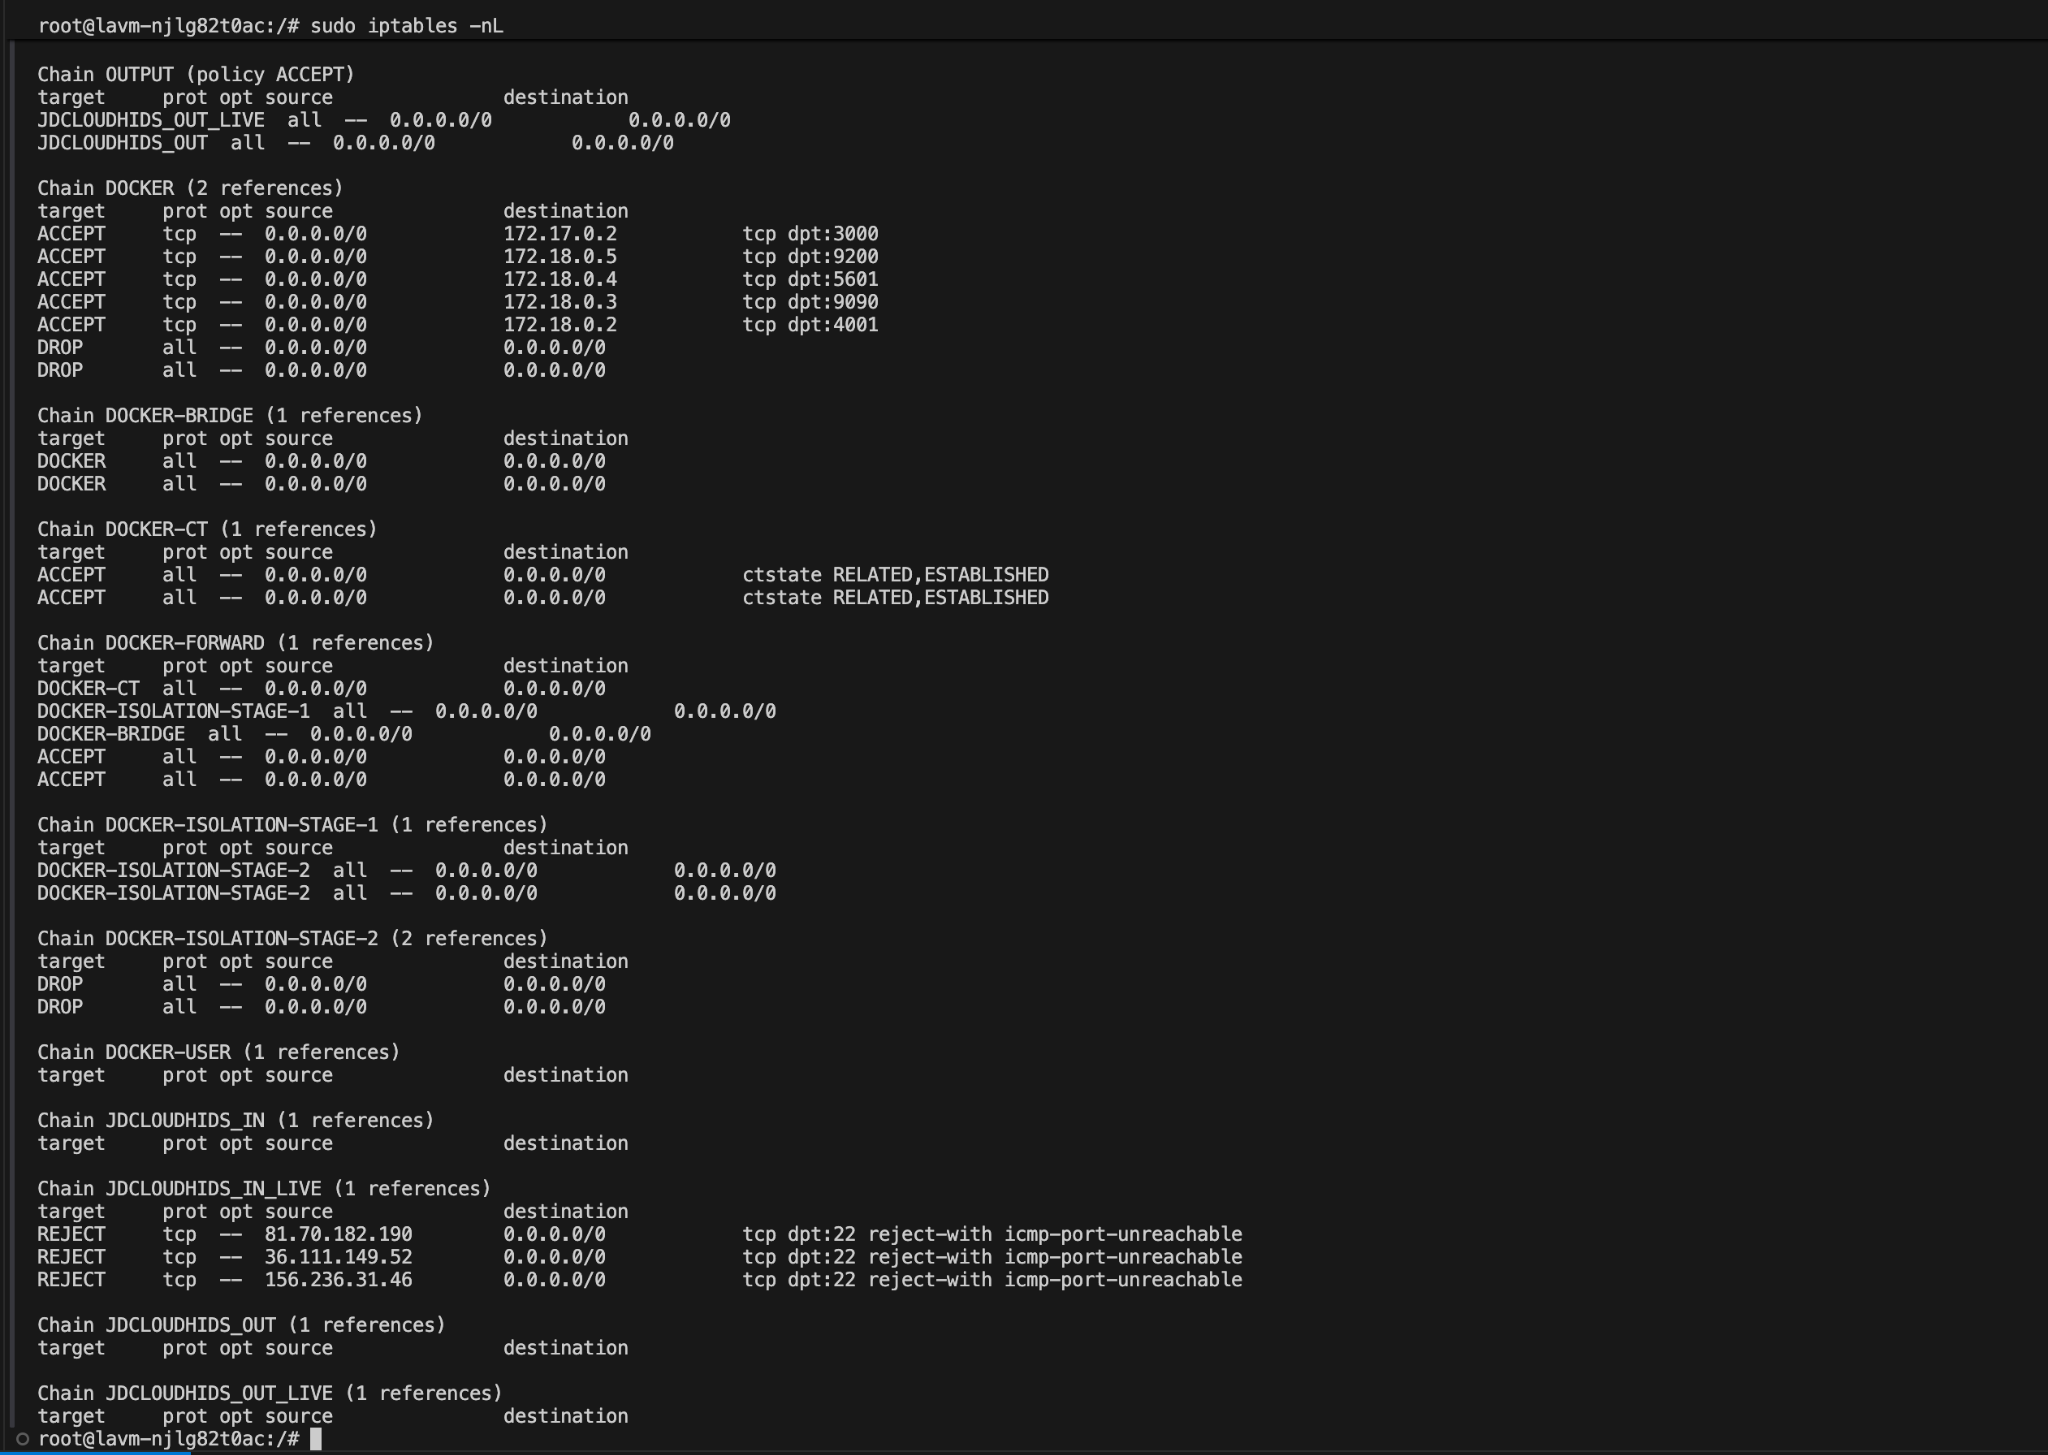 root@lavm-njlg82t0ac:/# sudo iptables -nL
Chain OUTPUT (policy ACCEPT)
target     prot opt source               destination
JDCLOUDHIDS_OUT_LIVE  all  --  0.0.0.0/0            0.0.0.0/0
JDCLOUDHIDS_OUT  all  --  0.0.0.0/0            0.0.0.0/0
Chain DOCKER (2 references)
target     prot opt source               destination
ACCEPT     tcp  --  0.0.0.0/0            172.17.0.2           tcp dpt:3000
ACCEPT     tcp  --  0.0.0.0/0            172.18.0.5           tcp dpt:9200
ACCEPT     tcp  --  0.0.0.0/0            172.18.0.4           tcp dpt:5601
ACCEPT     tcp  --  0.0.0.0/0            172.18.0.3           tcp dpt:9090
ACCEPT     tcp  --  0.0.0.0/0            172.18.0.2           tcp dpt:4001
DROP       all  --  0.0.0.0/0            0.0.0.0/0
DROP       all  --  0.0.0.0/0            0.0.0.0/0
Chain DOCKER-BRIDGE (1 references)
target     prot opt source               destination
DOCKER     all  --  0.0.0.0/0            0.0.0.0/0
DOCKER     all  --  0.0.0.0/0            0.0.0.0/0
Chain DOCKER-CT (1 references)
target     prot opt source               destination
ACCEPT     all  --  0.0.0.0/0            0.0.0.0/0            ctstate RELATED,ESTABLISHED
ACCEPT     all  --  0.0.0.0/0            0.0.0.0/0            ctstate RELATED,ESTABLISHED
Chain DOCKER-FORWARD (1 references)
target     prot opt source               destination
DOCKER-CT  all  --  0.0.0.0/0            0.0.0.0/0
DOCKER-ISOLATION-STAGE-1  all  --  0.0.0.0/0            0.0.0.0/0
DOCKER-BRIDGE  all  --  0.0.0.0/0            0.0.0.0/0
ACCEPT     all  --  0.0.0.0/0            0.0.0.0/0
ACCEPT     all  --  0.0.0.0/0            0.0.0.0/0
Chain DOCKER-ISOLATION-STAGE-1 (1 references)
target     prot opt source               destination
DOCKER-ISOLATION-STAGE-2  all  --  0.0.0.0/0            0.0.0.0/0
DOCKER-ISOLATION-STAGE-2  all  --  0.0.0.0/0            0.0.0.0/0
Chain DOCKER-ISOLATION-STAGE-2 (2 references)
target     prot opt source               destination
DROP       all  --  0.0.0.0/0            0.0.0.0/0
DROP       all  --  0.0.0.0/0            0.0.0.0/0
Chain DOCKER-USER (1 references)
target     prot opt source               destination
Chain JDCLOUDHIDS_IN (1 references)
target     prot opt source               destination
Chain JDCLOUDHIDS_IN_LIVE (1 references)
target     prot opt source               destination
REJECT     tcp  --  81.70.182.190        0.0.0.0/0            tcp dpt:22 reject-with icmp-port-unreachable
REJECT     tcp  --  36.111.149.52        0.0.0.0/0            tcp dpt:22 reject-with icmp-port-unreachable
REJECT     tcp  --  156.236.31.46        0.0.0.0/0            tcp dpt:22 reject-with icmp-port-unreachable
Chain JDCLOUDHIDS_OUT (1 references)
target     prot opt source               destination
Chain JDCLOUDHIDS_OUT_LIVE (1 references)
target     prot opt source               destination
root@lavm-njlg82t0ac:/#